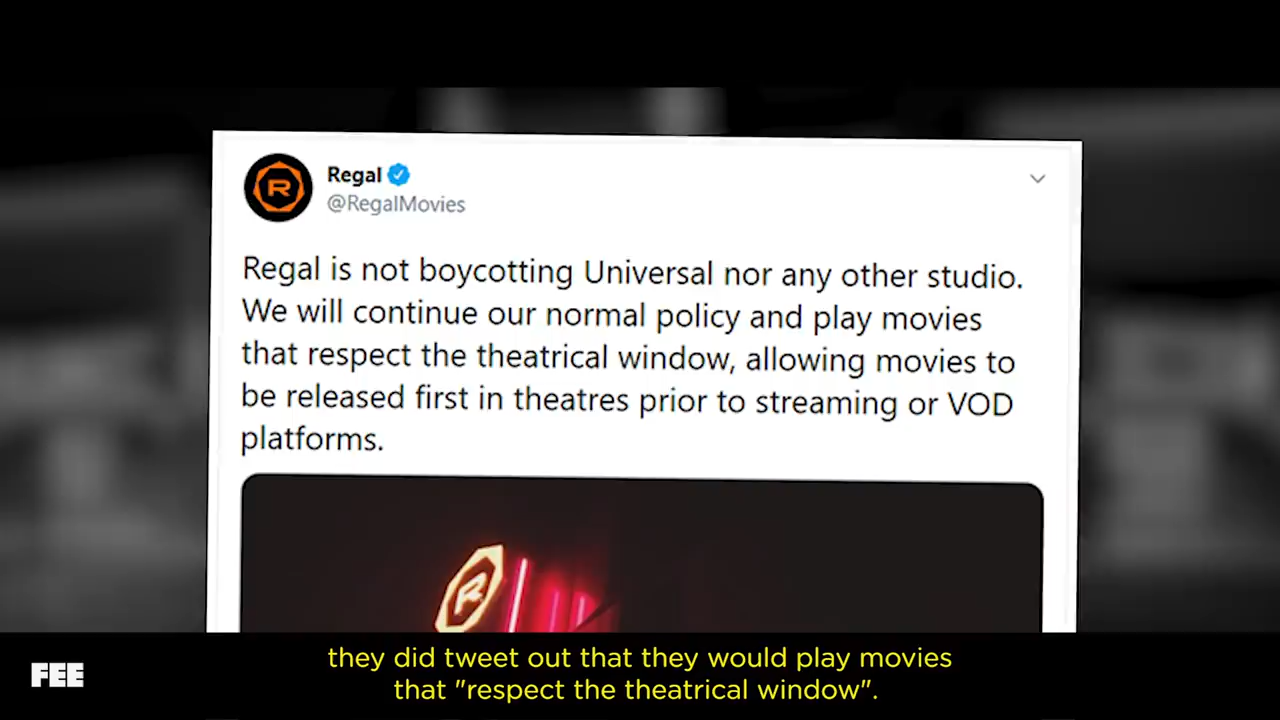 R
Regal
@RegalMovies
Regal is not boycotting Universal nor any other studio.
We will continue our normal policy and play movies
that respect the theatrical window, allowing movies to
be released first in theatres prior to streaming or VOD
platforms.
R
they did tweet out that they would play movies
that "respect the theatrical window".
FEE